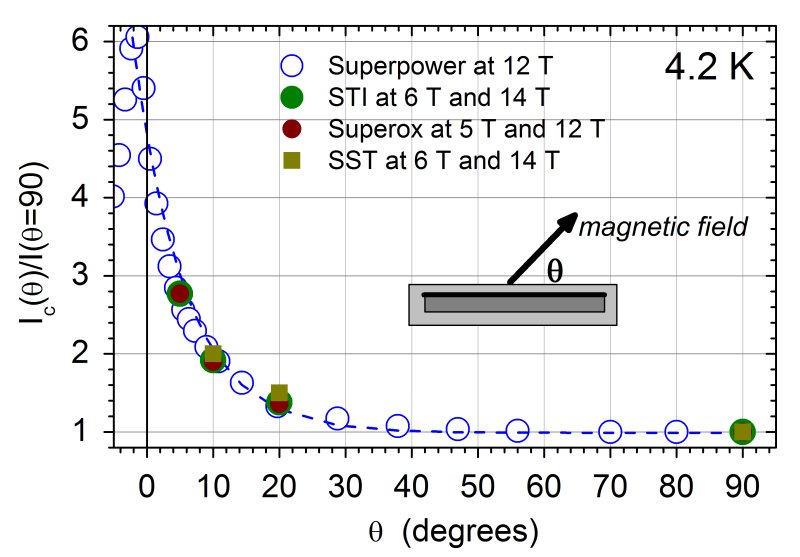 Superpower at 12 T
STI at 6 T and 14 T
Superox at 5 T and 12 T
SST at 6 T and 14 T
4.2 K
magnetic field
θ
I_c(θ)/I(θ=90)
6
5
4
3
2
1
0 10 20 30 40 50 60 70 80 90
θ (degrees)